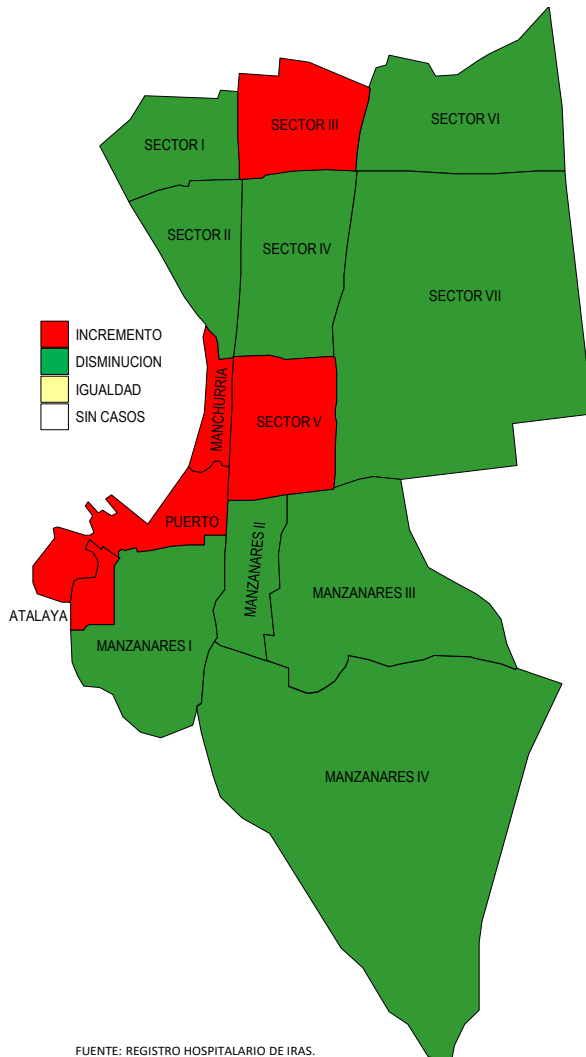 SECTOR III
SECTOR VI
SECTOR I
SECTOR II
SECTOR IV
SECTOR VII
INCREMENTO
DISMINUCION
IGUALDAD
SIN CASOS
MANCHURRIA
SECTOR V
PUERTO
MANZANARES II
MANZANARES III
ATALAYA
MANZANARES I
MANZANARES IV
FUENTE: REGISTRO HOSPITALARIO DE IRAS.